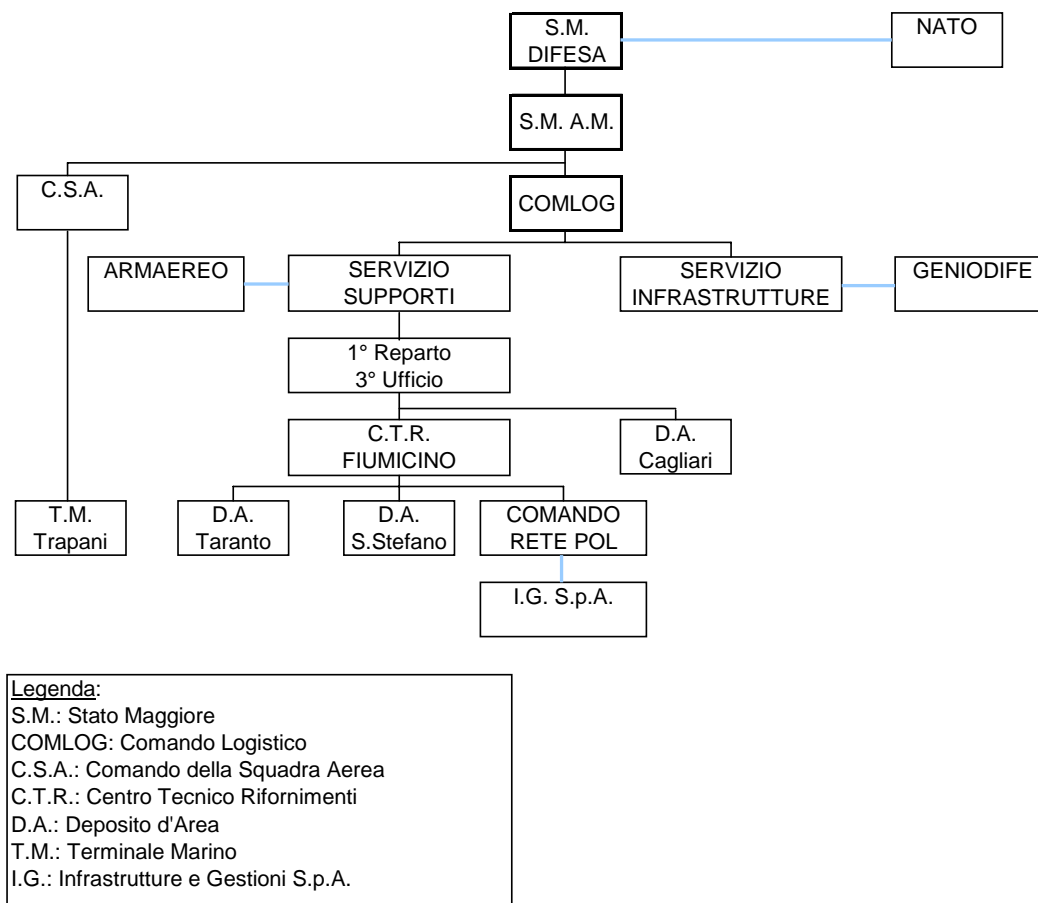 S.M.
DIFESA
NATO
S.M. A.M.
C.S.A.
COMLOG
ARMAEREO
SERVIZIO
SUPPORTI
SERVIZIO
INFRASTRUTTURE
GENIODIFE
1° Reparto
3° Ufficio
C.T.R.
FIUMICINO
D.A.
Cagliari
T.M.
Trapani
D.A.
Taranto
D.A.
S.Stefano
COMANDO
RETE POL
I.G. S.p.A.
Legenda:
S.M.: Stato Maggiore
COMLOG: Comando Logistico
C.S.A.: Comando della Squadra Aerea
C.T.R.: Centro Tecnico Rifornimenti
D.A.: Deposito d'Area
T.M.: Terminale Marino
I.G.: Infrastrutture e Gestioni S.p.A.